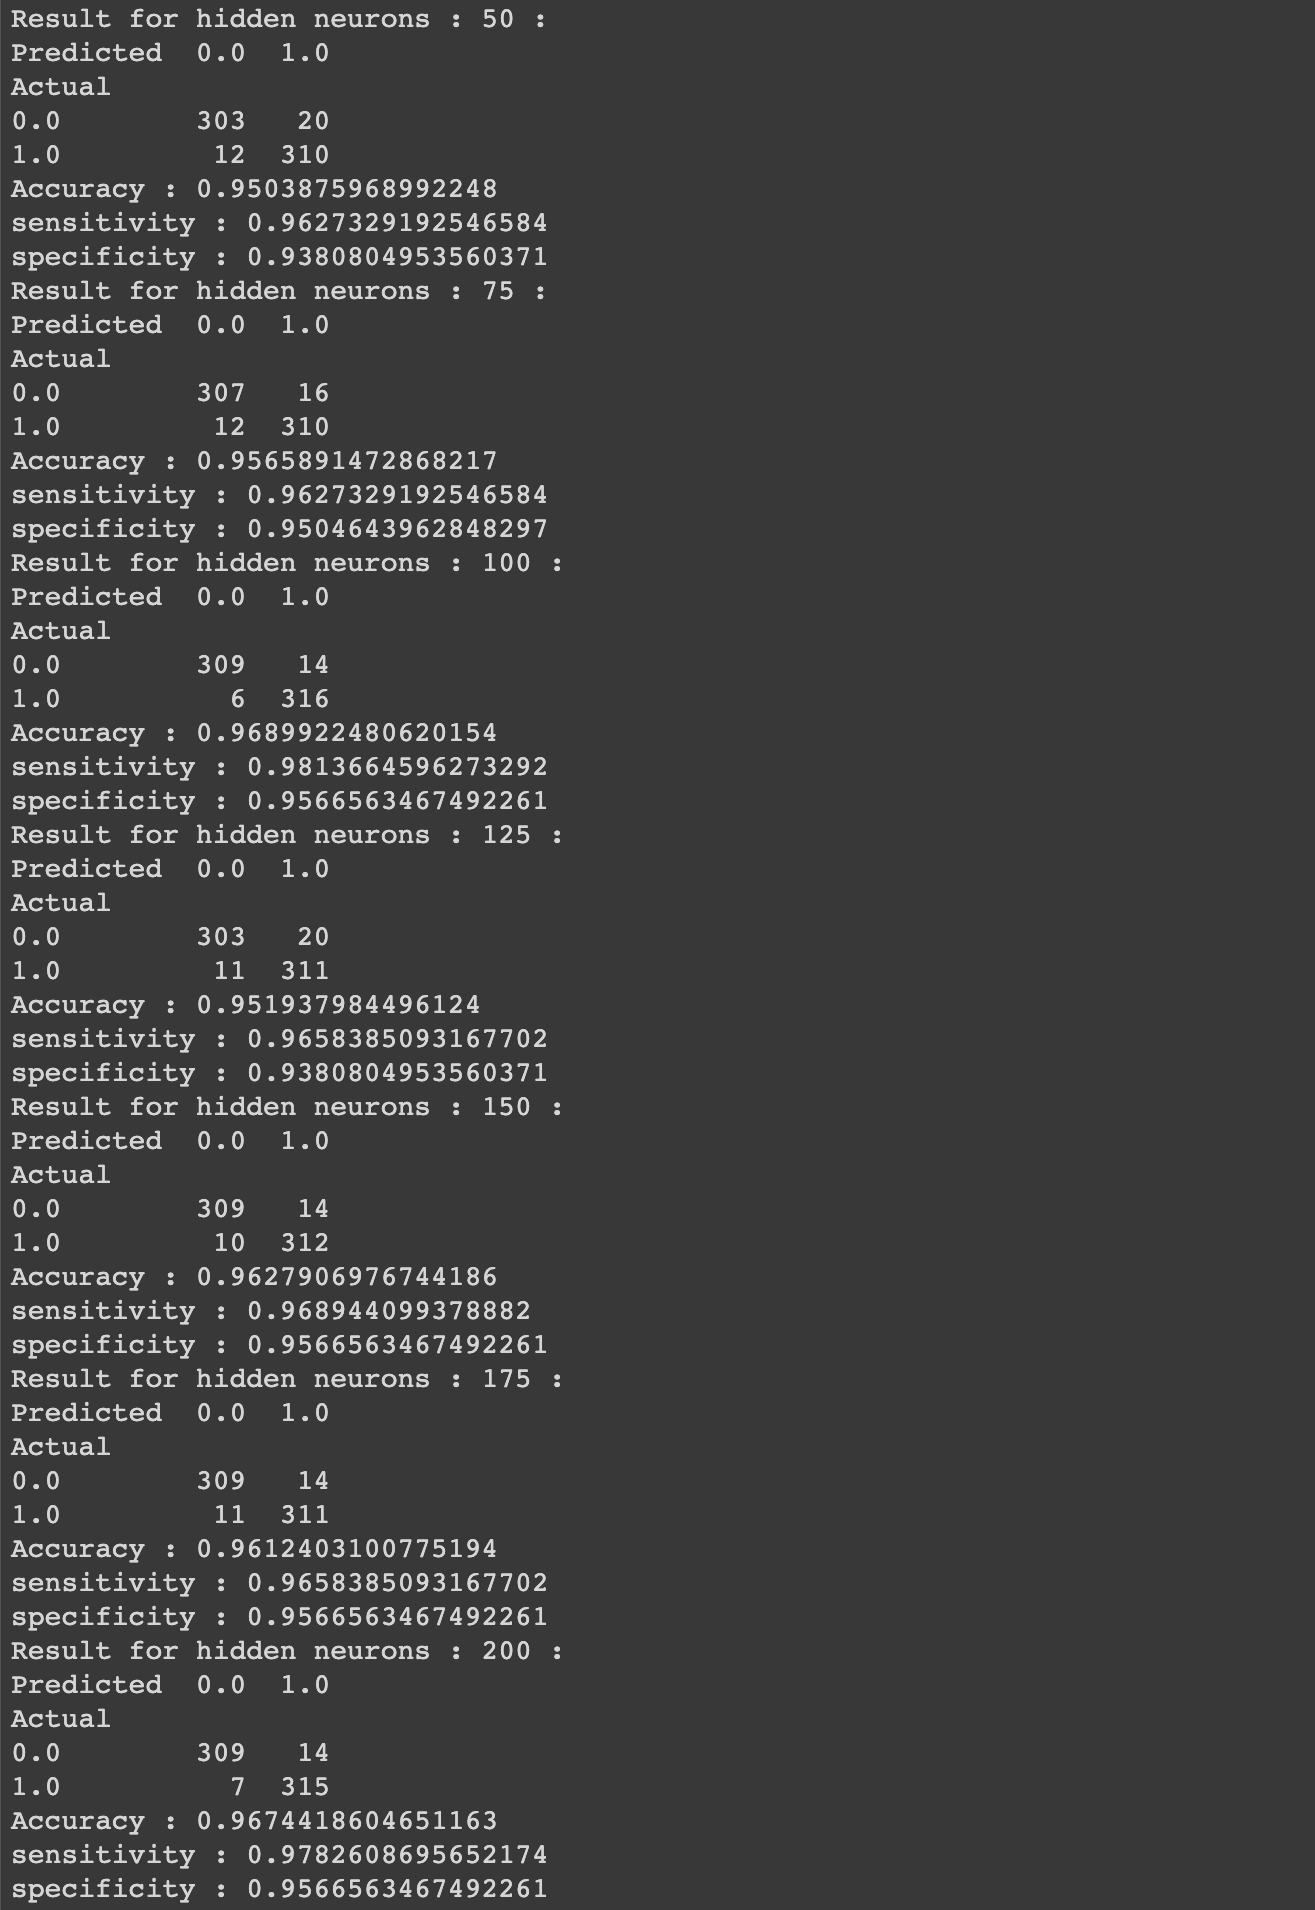 Result for hidden neurons : 50 :
Predicted  0.0  1.0
Actual
0.0        303   20
1.0         12  310
Accuracy : 0.9503875968992248
sensitivity : 0.9627329192546584
specificity : 0.9380804953560371
Result for hidden neurons : 75 :
Predicted  0.0  1.0
Actual
0.0        307   16
1.0         12  310
Accuracy : 0.9565891472868217
sensitivity : 0.9627329192546584
specificity : 0.9504643962848297
Result for hidden neurons : 100 :
Predicted  0.0  1.0
Actual
0.0        309   14
1.0          6  316
Accuracy : 0.9689922480620154
sensitivity : 0.9813664596273292
specificity : 0.9566563467492261
Result for hidden neurons : 125 :
Predicted  0.0  1.0
Actual
0.0        303   20
1.0         11  311
Accuracy : 0.951937984496124
sensitivity : 0.9658385093167702
specificity : 0.9380804953560371
Result for hidden neurons : 150 :
Predicted  0.0  1.0
Actual
0.0        309   14
1.0         10  312
Accuracy : 0.9627906976744186
sensitivity : 0.968944099378882
specificity : 0.9566563467492261
Result for hidden neurons : 175 :
Predicted  0.0  1.0
Actual
0.0        309   14
1.0         11  311
Accuracy : 0.9612403100775194
sensitivity : 0.9658385093167702
specificity : 0.9566563467492261
Result for hidden neurons : 200 :
Predicted  0.0  1.0
Actual
0.0        309   14
1.0          7  315
Accuracy : 0.9674418604651163
sensitivity : 0.9782608695652174
specificity : 0.9566563467492261